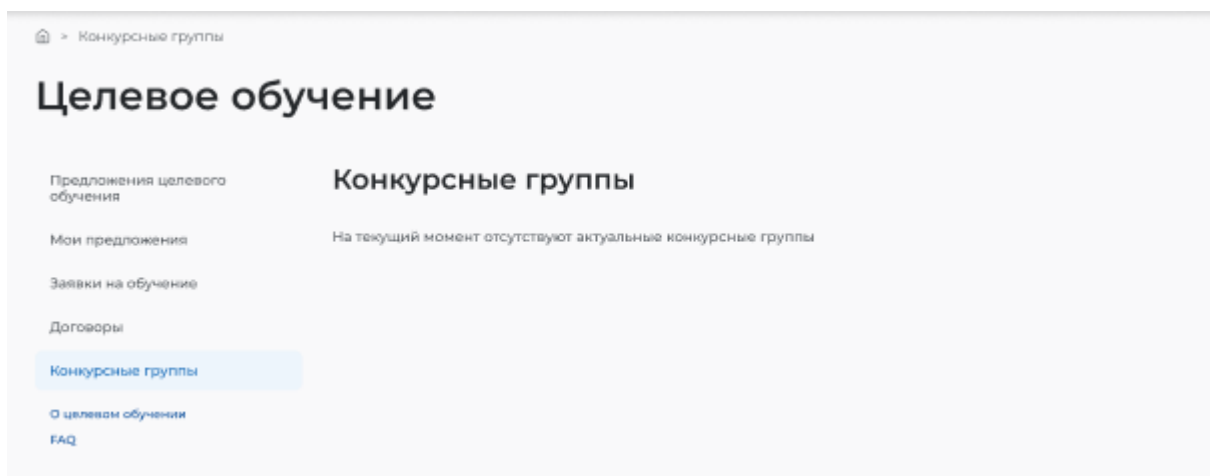 > Конкурсные группы
Целевое обучение
Предложения целевого
обучения
Мои предложения
Заявки на обучение
Договоры
Конкурсные группы
О целевом обучении
FAQ
Конкурсные группы
На текущий момент отсутствуют актуальные конкурсные группы